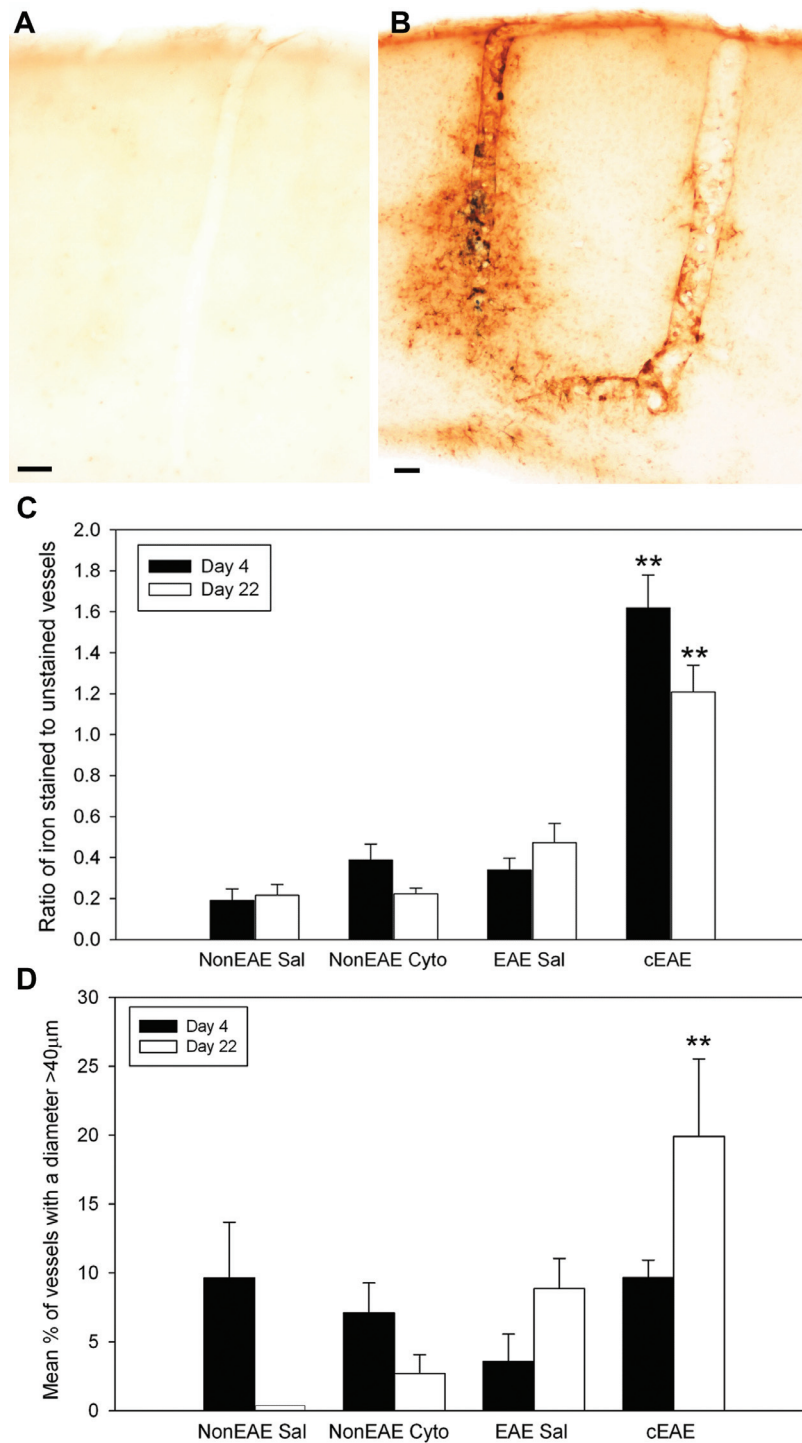 A
B
C
Ratio of iron stained to unstained vessels
2.0
1.8
1.6
1.4
1.2
1.0
0.8
0.6
0.4
0.2
0.0
Day 4
Day 22
**
**
NonEAE Sal
NonEAE Cyto
EAE Sal
cEAE
D
Mean % of vessels with a diameter >40µm
30
25
20
15
10
5
0
Day 4
Day 22
**
NonEAE Sal
NonEAE Cyto
EAE Sal
cEAE